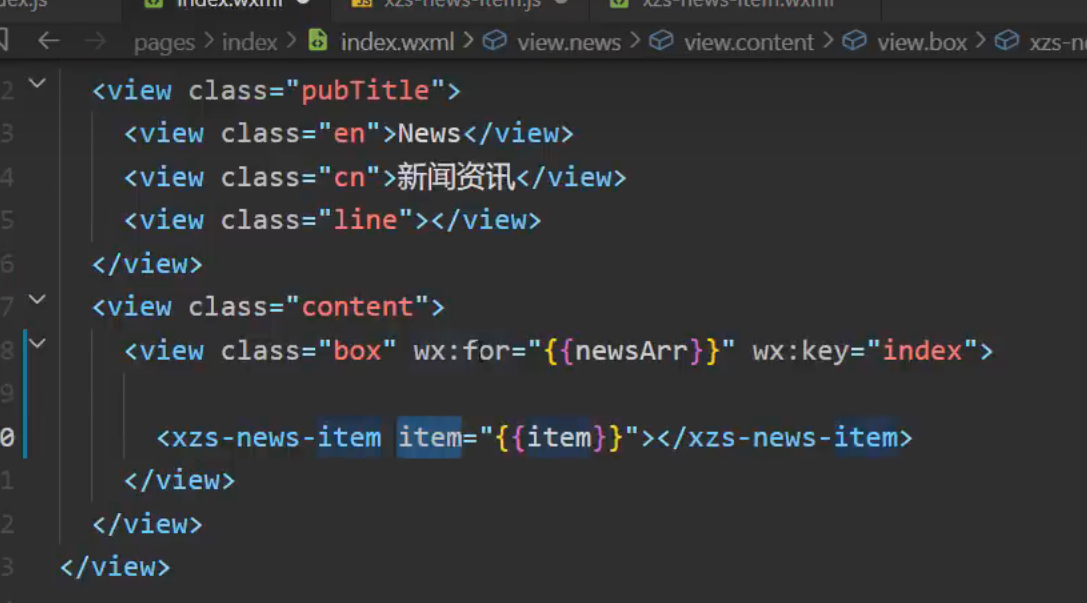 index.wxml
xzs-news-item.js
xzs-news-item.wxml
pages > index > index.wxml > view.news > view.content > view.box >
2 <view class="pubTitle">
3 <view class="en">News</view>
4 <view class="cn">新闻资讯</view>
5 <view class="line"></view>
6 </view>
7 <view class="content">
8 <view class="box" wx:for="{{newsArr}}" wx:key="index">
9
0 <xzs-news-item item="{{item}}"></xzs-news-item>
1 </view>
2 </view>
3 </view>